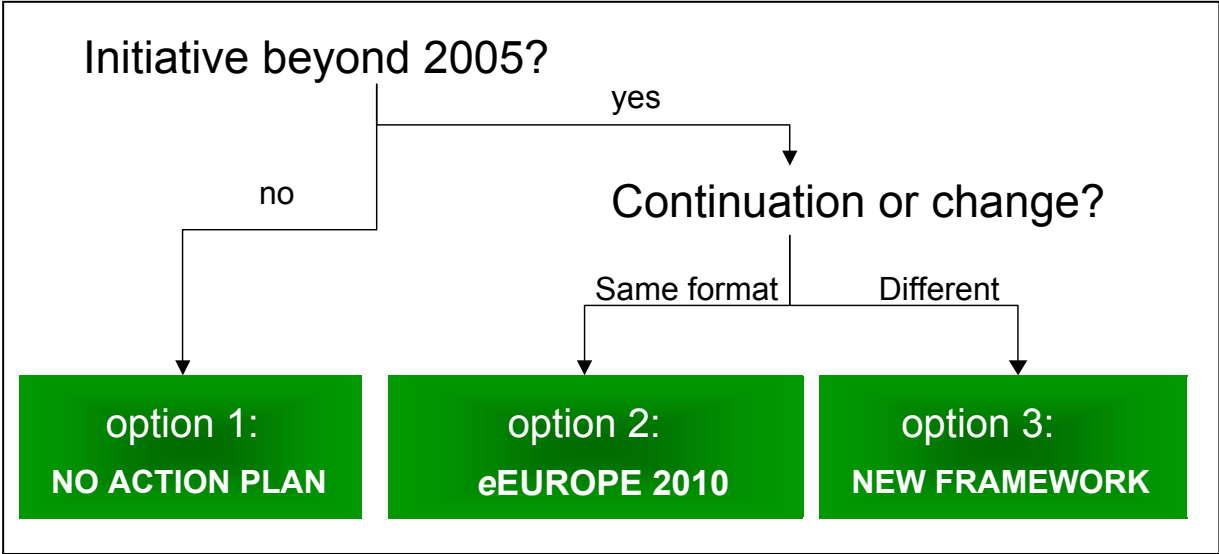 Initiative beyond 2005?
yes
no
Continuation or change?
Same format
Different
option 1:
NO ACTION PLAN
option 2:
eEUROPE 2010
option 3:
NEW FRAMEWORK